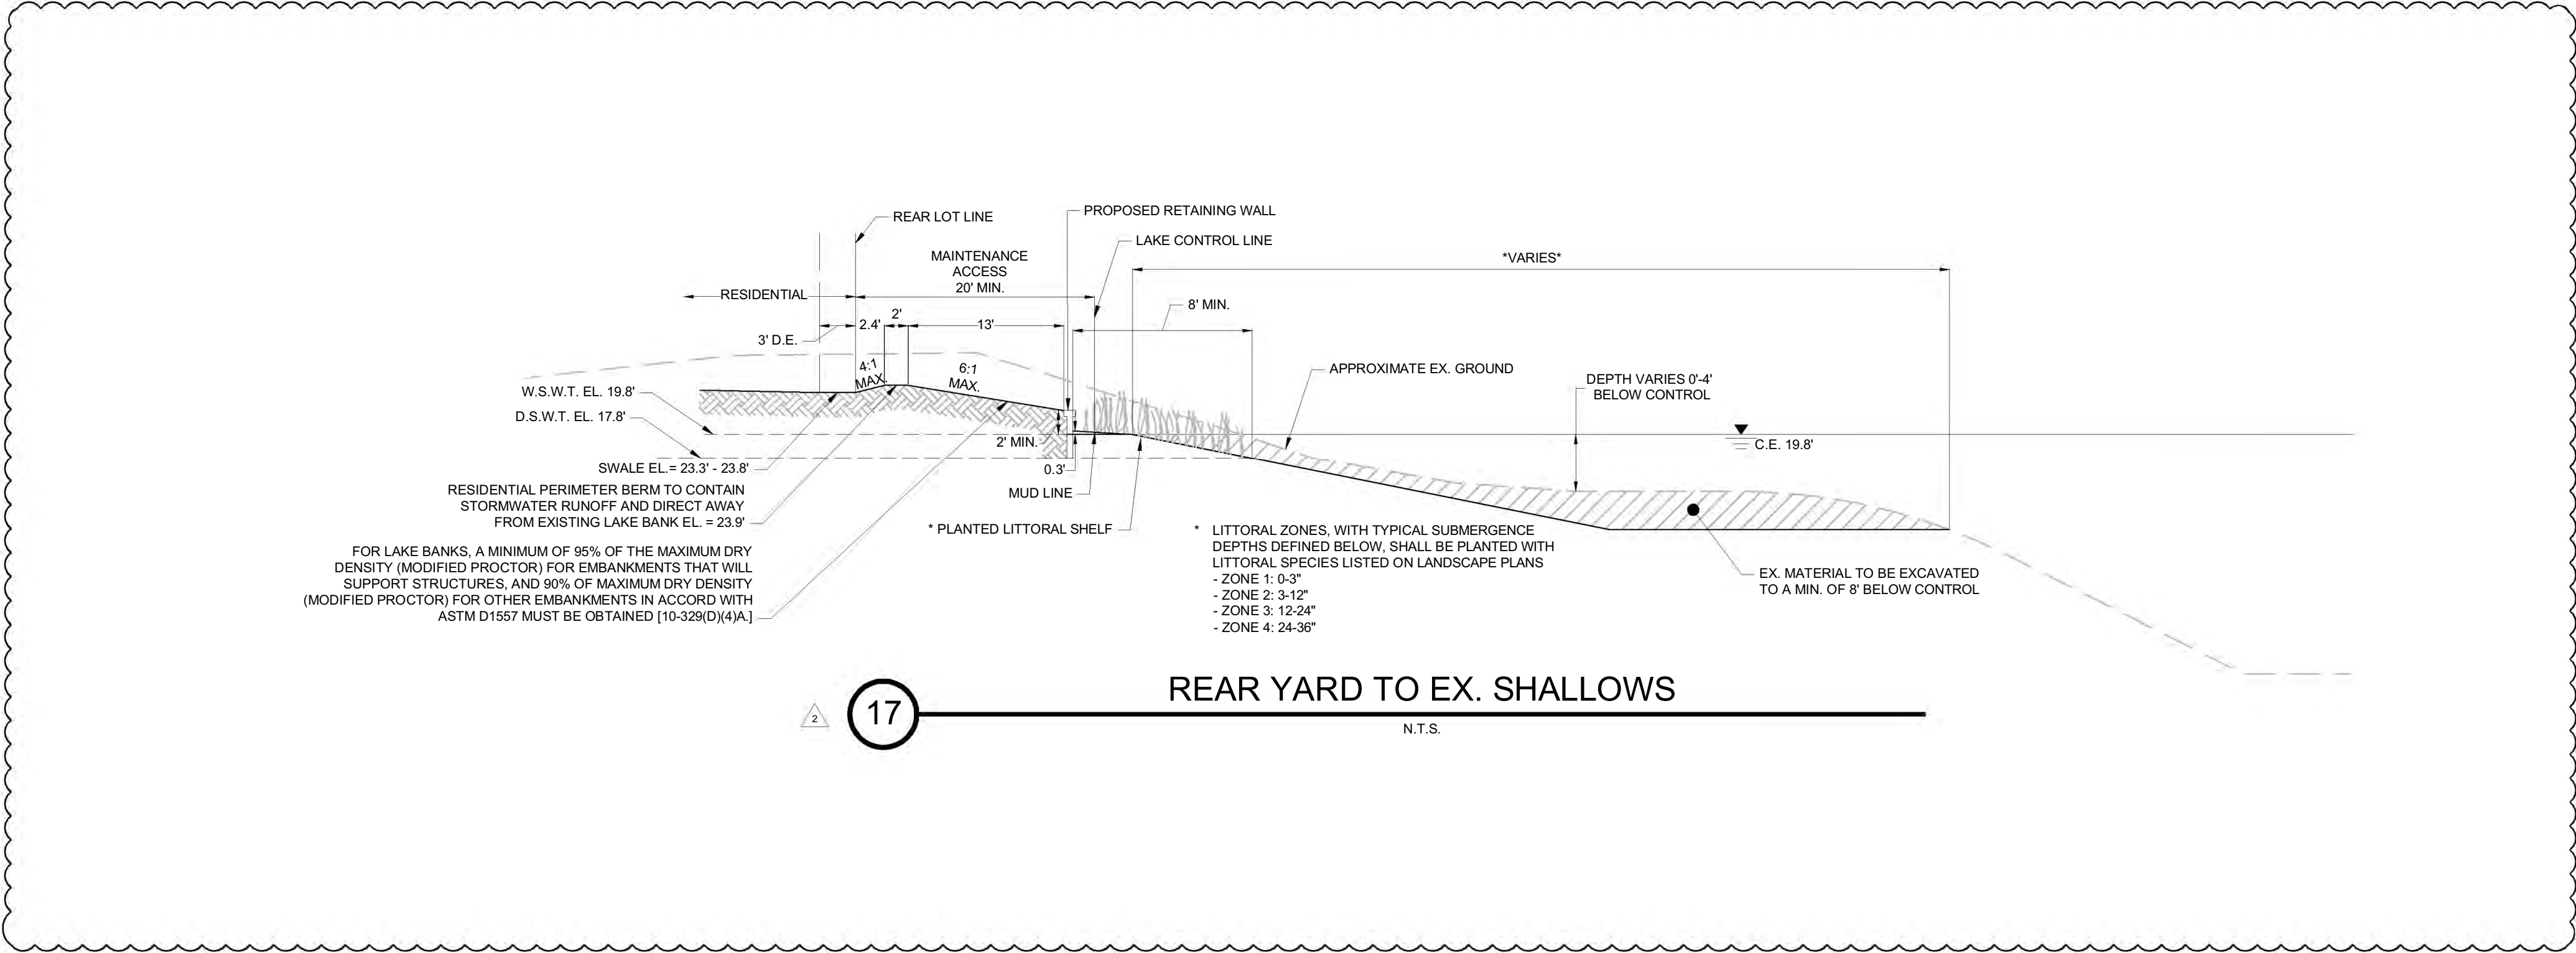 REAR LOT LINE
PROPOSED RETAINING WALL
LAKE CONTROL LINE
MAINTENANCE
ACCESS
20' MIN.
*VARIES*
RESIDENTIAL
8' MIN.
2.4'
2'
13'
3' D.E.
4:1
MAX.
6:1
MAX.
APPROXIMATE EX. GROUND
DEPTH VARIES 0'-4'
BELOW CONTROL
W.S.W.T. EL. 19.8'
D.S.W.T. EL. 17.8'
2' MIN.
C.E. 19.8'
0.3'
SWALE EL.= 23.3' - 23.8'
MUD LINE
RESIDENTIAL PERIMETER BERM TO CONTAIN
STORMWATER RUNOFF AND DIRECT AWAY
FROM EXISTING LAKE BANK EL. = 23.9'
* PLANTED LITTORAL SHELF
* LITTORAL ZONES, WITH TYPICAL SUBMERGENCE
DEPTHS DEFINED BELOW, SHALL BE PLANTED WITH
LITTORAL SPECIES LISTED ON LANDSCAPE PLANS
- ZONE 1: 0-3"
- ZONE 2: 3-12"
- ZONE 3: 12-24"
- ZONE 4: 24-36"
FOR LAKE BANKS, A MINIMUM OF 95% OF THE MAXIMUM DRY
DENSITY (MODIFIED PROCTOR) FOR EMBANKMENTS THAT WILL
SUPPORT STRUCTURES, AND 90% OF MAXIMUM DRY DENSITY
(MODIFIED PROCTOR) FOR OTHER EMBANKMENTS IN ACCORD WITH
ASTM D1557 MUST BE OBTAINED [10-329(D)(4)A.]
EX. MATERIAL TO BE EXCAVATED
TO A MIN. OF 8' BELOW CONTROL
2
17
REAR YARD TO EX. SHALLOWS
N.T.S.